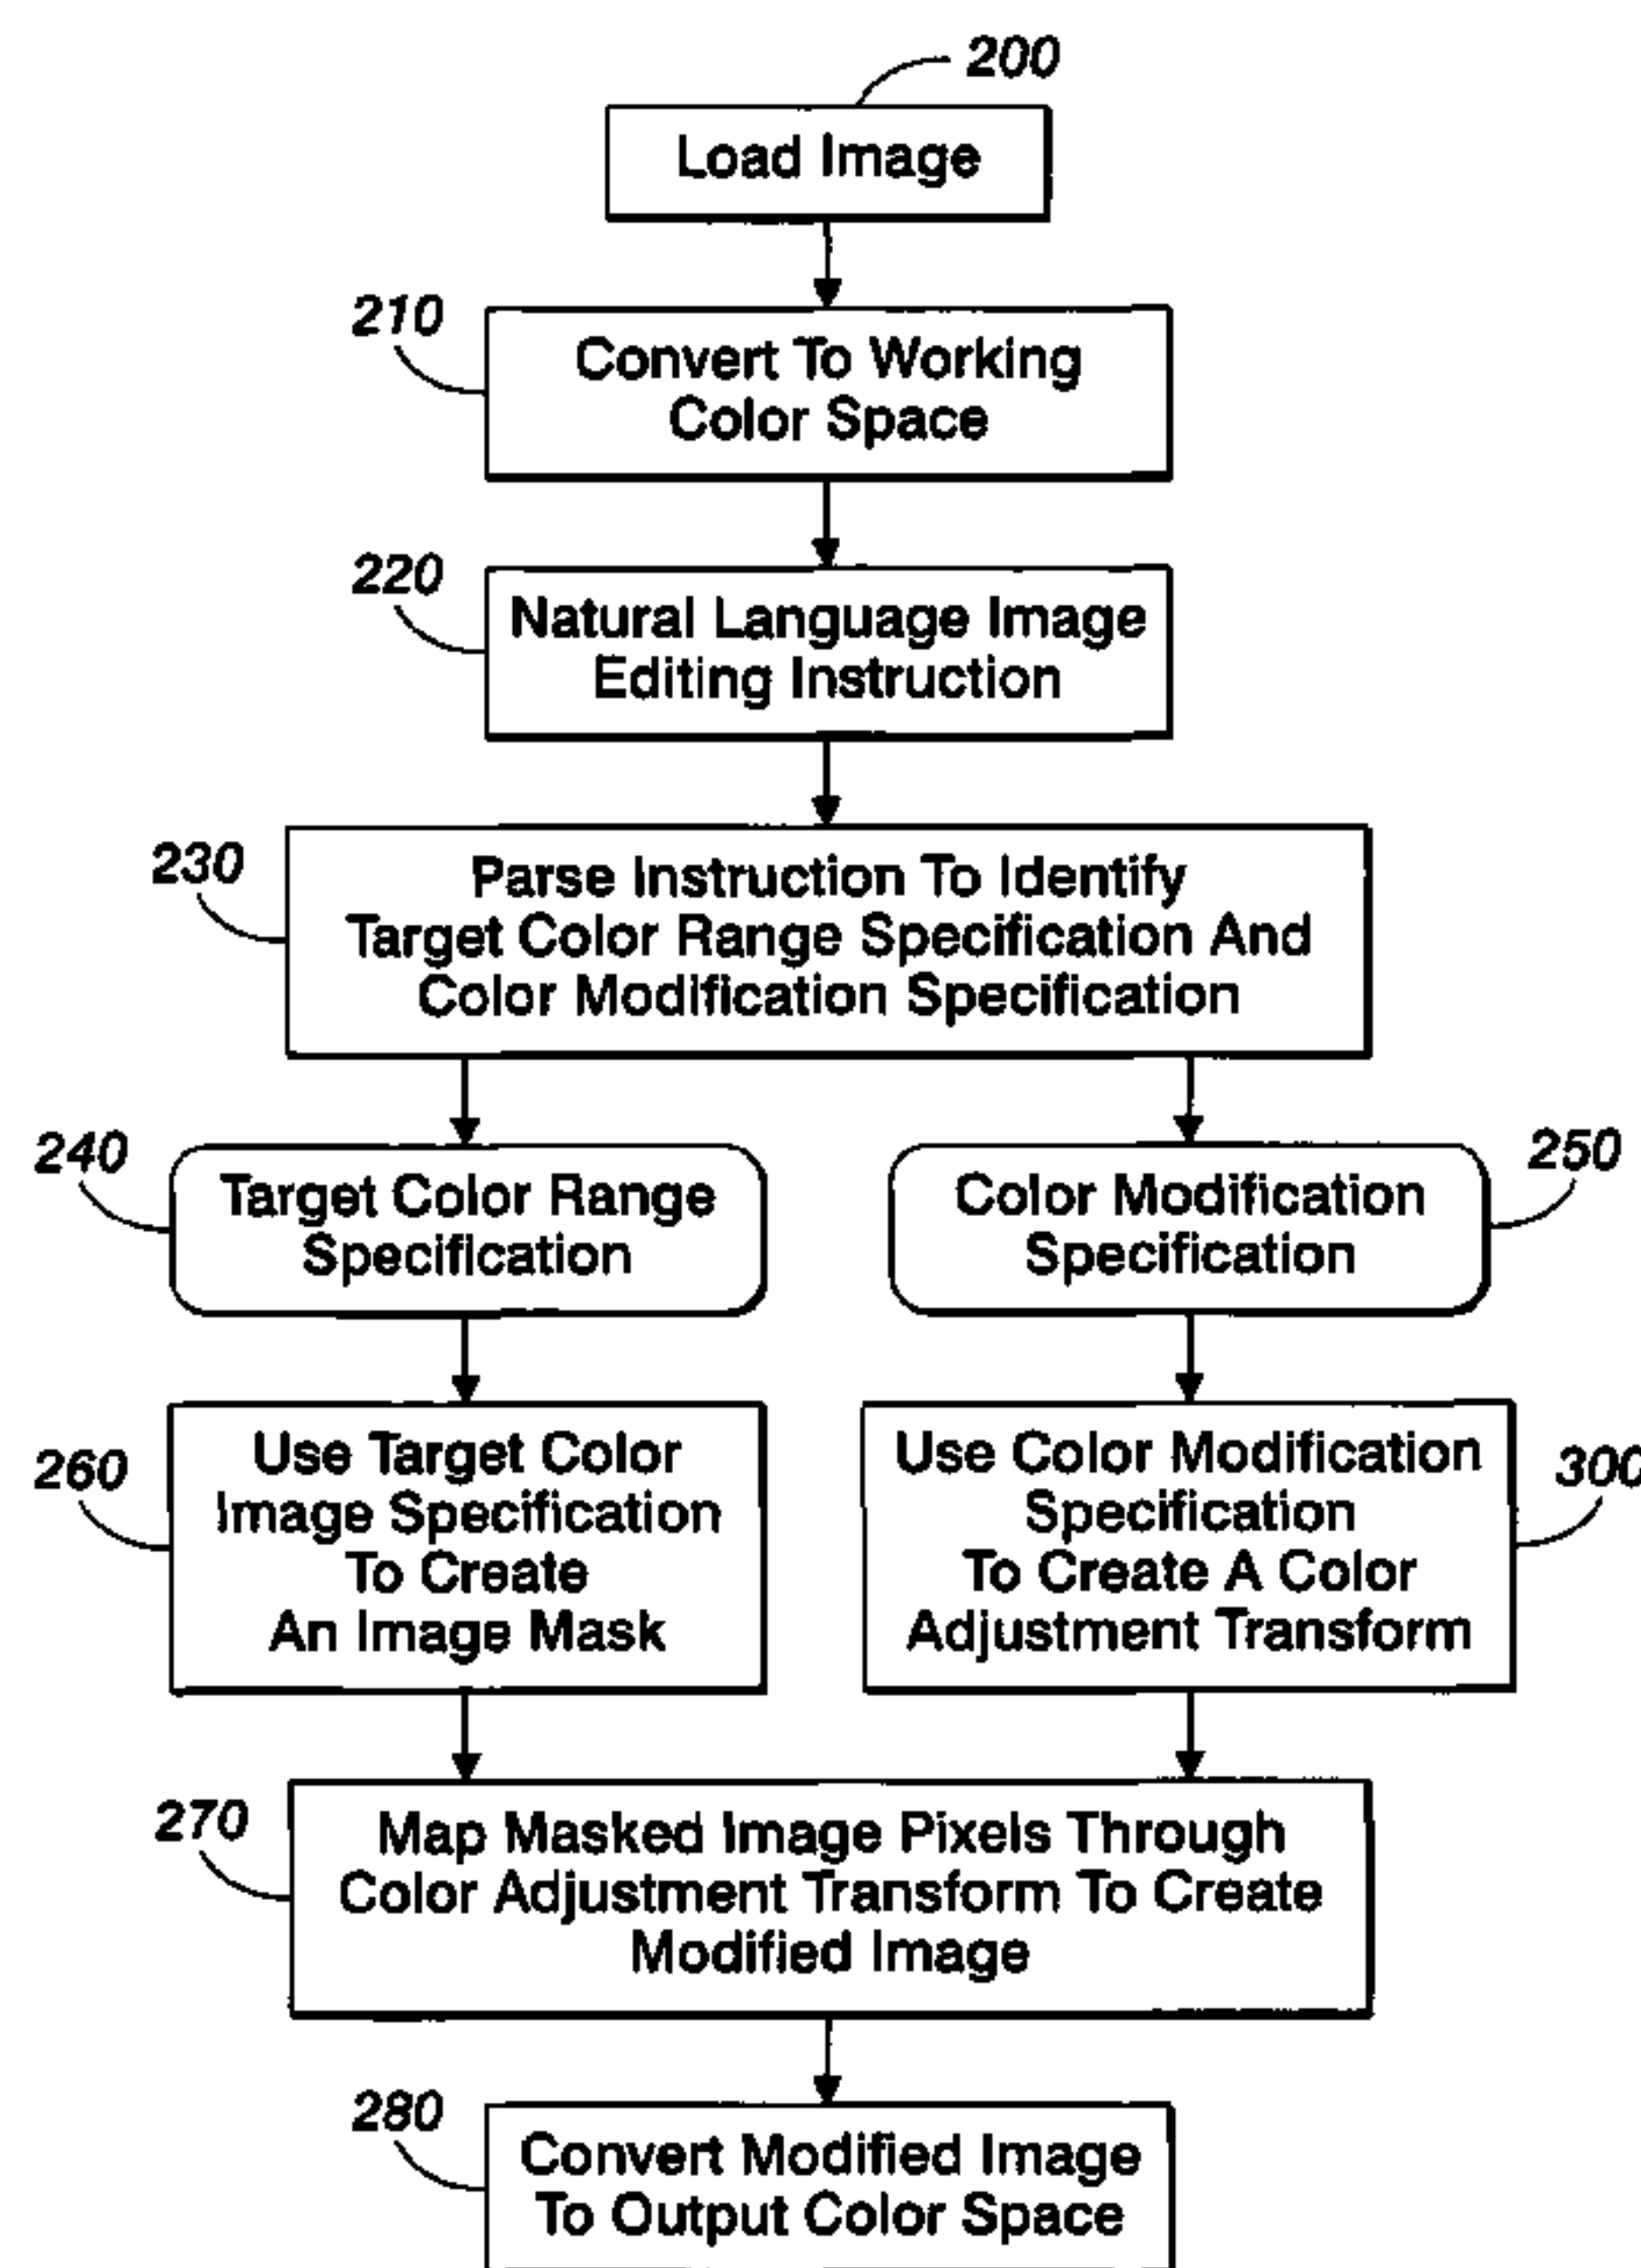 200
Load Image
210
Convert To Working
Color Space
220
Natural Language Image
Editing Instruction
230
Parse Instruction To Identify
Target Color Range Specification And
Color Modification Specification
240
Target Color Range
Specification
250
Color Modification
Specification
260
Use Target Color
Image Specification
To Create
An Image Mask
300
Use Color Modification
Specification
To Create A Color
Adjustment Transform
270
Map Masked Image Pixels Through
Color Adjustment Transform To Create
Modified Image
280
Convert Modified Image
To Output Color Space